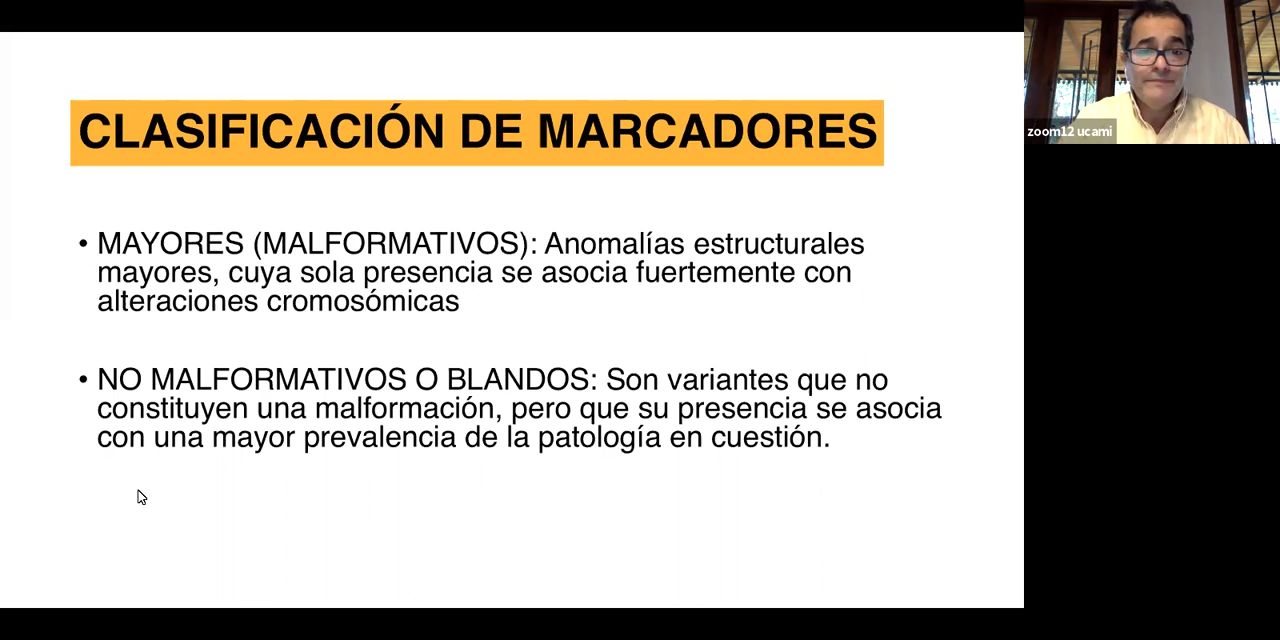 CLASIFICACIÓN DE MARCADORES
• MAYORES (MALFORMATIVOS): Anomalías estructurales
mayores, cuya sola presencia se asocia fuertemente con
alteraciones cromosómicas
• NO MALFORMATIVOS O BLANDOS: Son variantes que no
constituyen una malformación, pero que su presencia se asocia
con una mayor prevalencia de la patología en cuestión.
zoom12 ucami